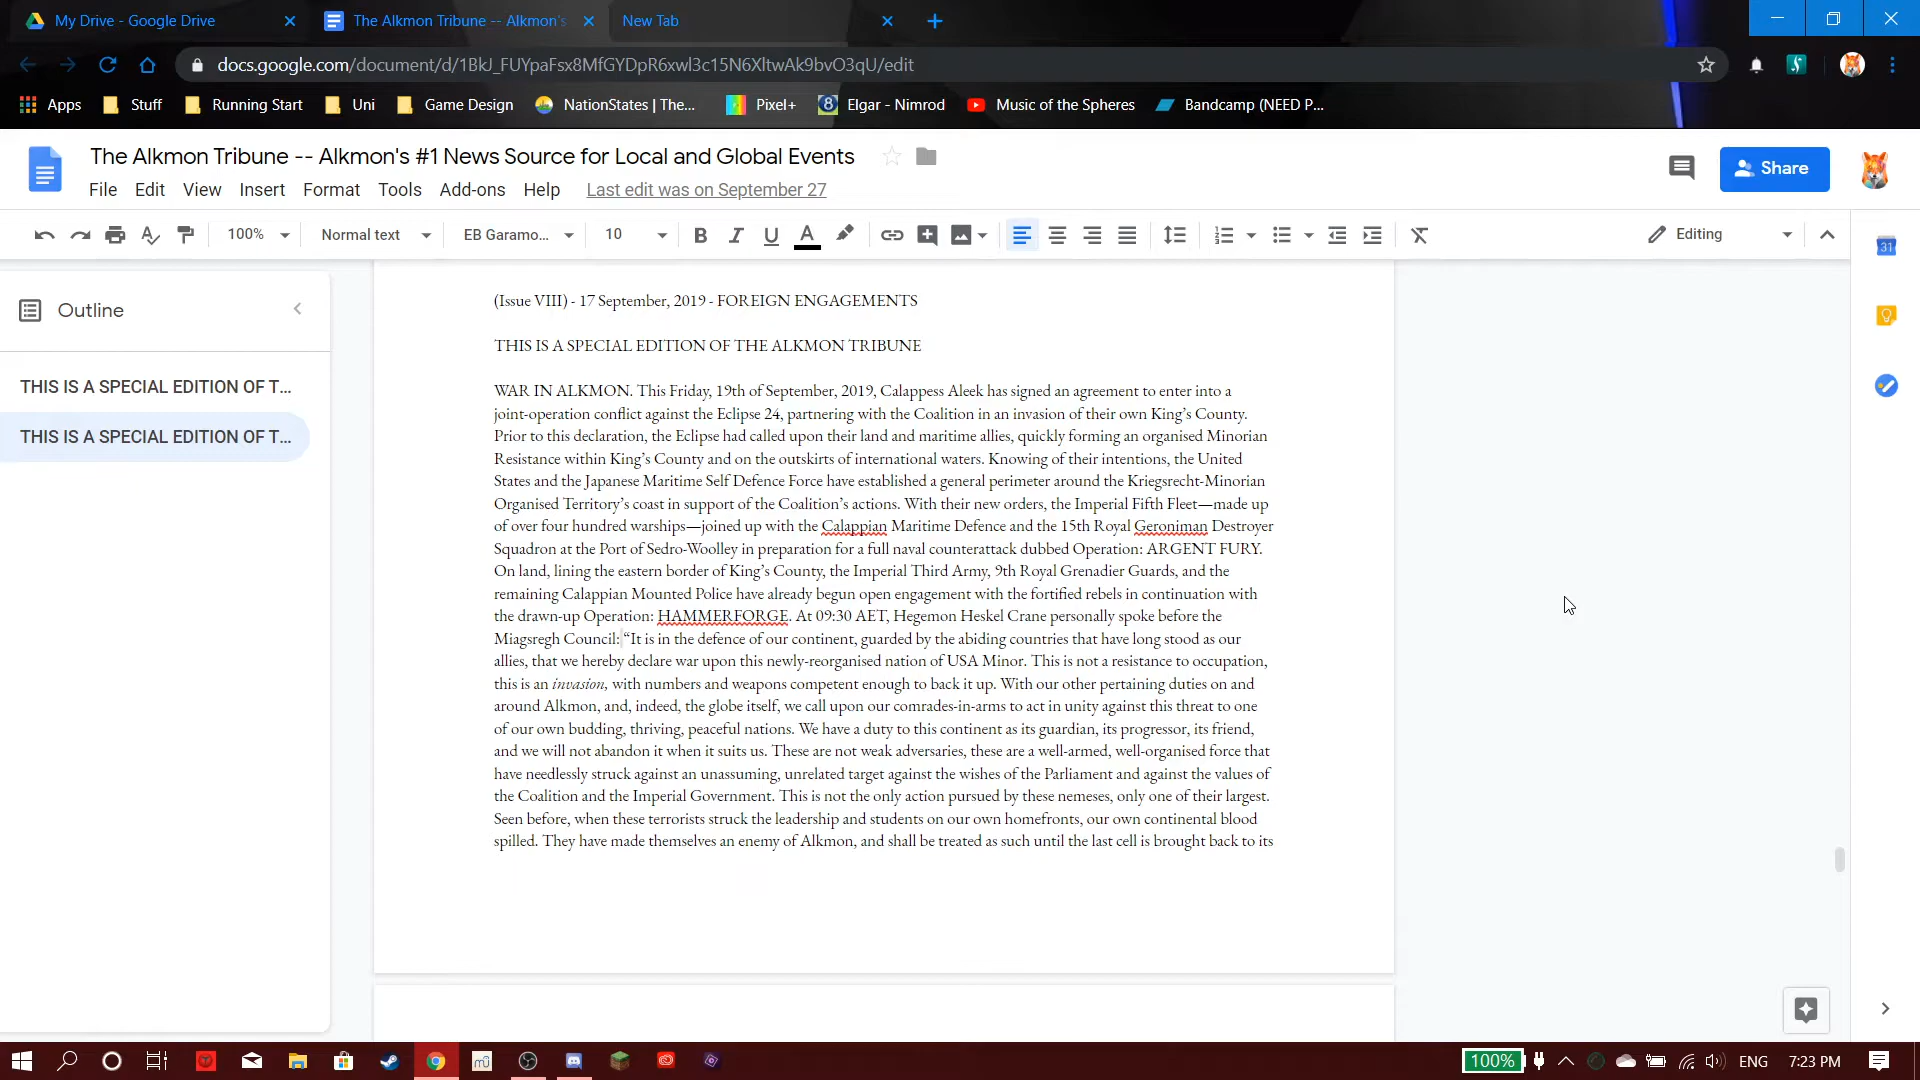 My Drive - Google Drive
The Alkmon Tribune -- Alkmon's
New Tab
docs.google.com/document/d/1BkJ_FUYpaFsx8MfGYDpR6xwl3c15N6XltwAk9bvO3qU/edit
Apps
Stuff
Running Start
Uni
Game Design
NationStates | The...
Pixel+
8
Elgar - Nimrod
Music of the Spheres
Bandcamp (NEED P...
The Alkmon Tribune -- Alkmon's #1 News Source for Local and Global Events
File Edit View Insert Format Tools Add-ons Help Last edit was on September 27
Share
100%
Normal text
EB Garamo...
10
B I U A
Editing
31
Outline
THIS IS A SPECIAL EDITION OF T...
THIS IS A SPECIAL EDITION OF T...
(Issue VIII) - 17 September, 2019 - FOREIGN ENGAGEMENTS
THIS IS A SPECIAL EDITION OF THE ALKMON TRIBUNE
WAR IN ALKMON. This Friday, 19th of September, 2019, Calappess Aleek has signed an agreement to enter into a
joint-operation conflict against the Eclipse 24, partnering with the Coalition in an invasion of their own King's County.
Prior to this declaration, the Eclipse had called upon their land and maritime allies, quickly forming an organised Minorian
Resistance within King's County and on the outskirts of international waters. Knowing of their intentions, the United
States and the Japanese Maritime Self Defence Force have established a general perimeter around the Kriegsrecht-Minorian
Organised Territory's coast in support of the Coalition's actions. With their new orders, the Imperial Fifth Fleet—made up
of over four hundred warships—joined up with the Calappian Maritime Defence and the 15th Royal Geroniman Destroyer
Squadron at the Port of Sedro-Woolley in preparation for a full naval counterattack dubbed Operation: ARGENT FURY.
On land, lining the eastern border of King's County, the Imperial Third Army, 9th Royal Grenadier Guards, and the
remaining Calappian Mounted Police have already begun open engagement with the fortified rebels in continuation with
the drawn-up Operation: HAMMERFORGE. At 09:30 AET, Hegemon Heskel Crane personally spoke before the
Miagsregh Council: “It is in the defence of our continent, guarded by the abiding countries that have long stood as our
allies, that we hereby declare war upon this newly-reorganised nation of USA Minor. This is not a resistance to occupation,
this is an invasion, with numbers and weapons competent enough to back it up. With our other pertaining duties on and
around Alkmon, and, indeed, the globe itself, we call upon our comrades-in-arms to act in unity against this threat to one
of our own budding, thriving, peaceful nations. We have a duty to this continent as its guardian, its progressor, its friend,
and we will not abandon it when it suits us. These are not weak adversaries, these are a well-armed, well-organised force that
have needlessly struck against an unassuming, unrelated target against the wishes of the Parliament and against the values of
the Coalition and the Imperial Government. This is not the only action pursued by these nemeses, only one of their largest.
Seen before, when these terrorists struck the leadership and students on our own homefronts, our own continental blood
spilled. They have made themselves an enemy of Alkmon, and shall be treated as such until the last cell is brought back to its
100%
ENG
7:23 PM